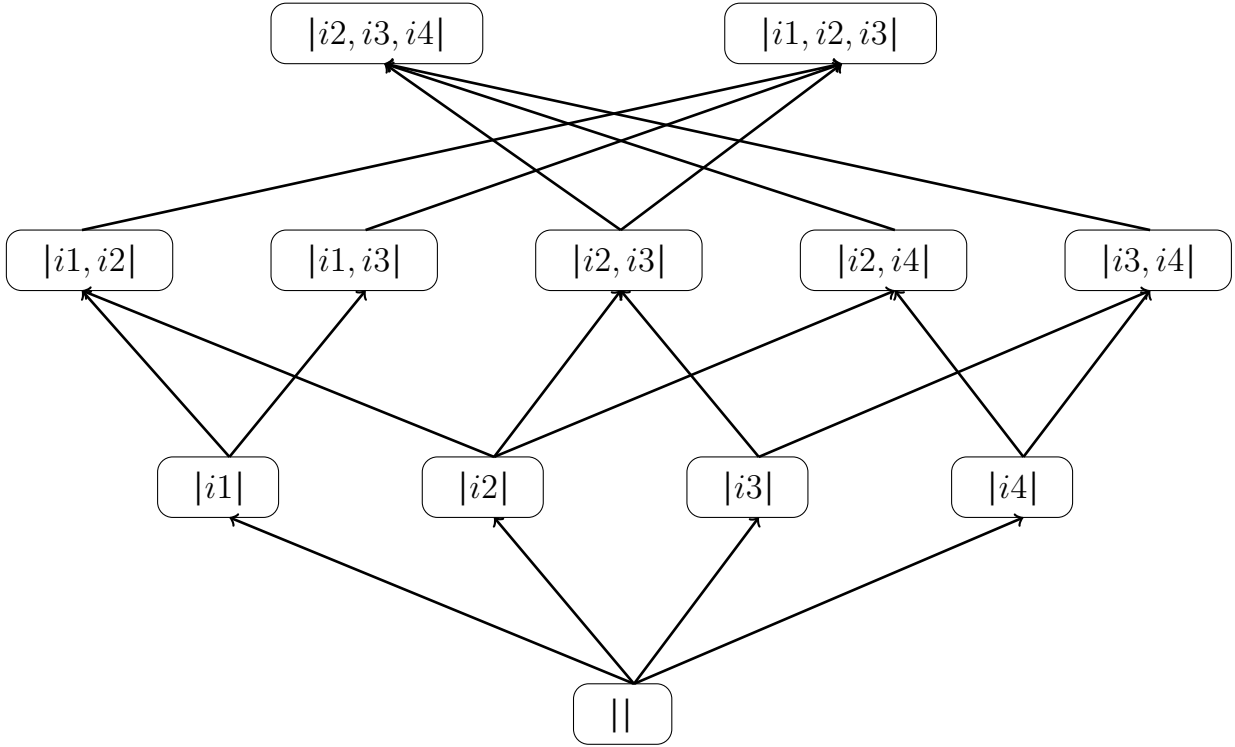 |i2, i3, i4| |i1, i2, i3|
|i1, i2| |i1, i3| |i2, i3| |i2, i4| |i3, i4|
|i1| |i2| |i3| |i4|
||